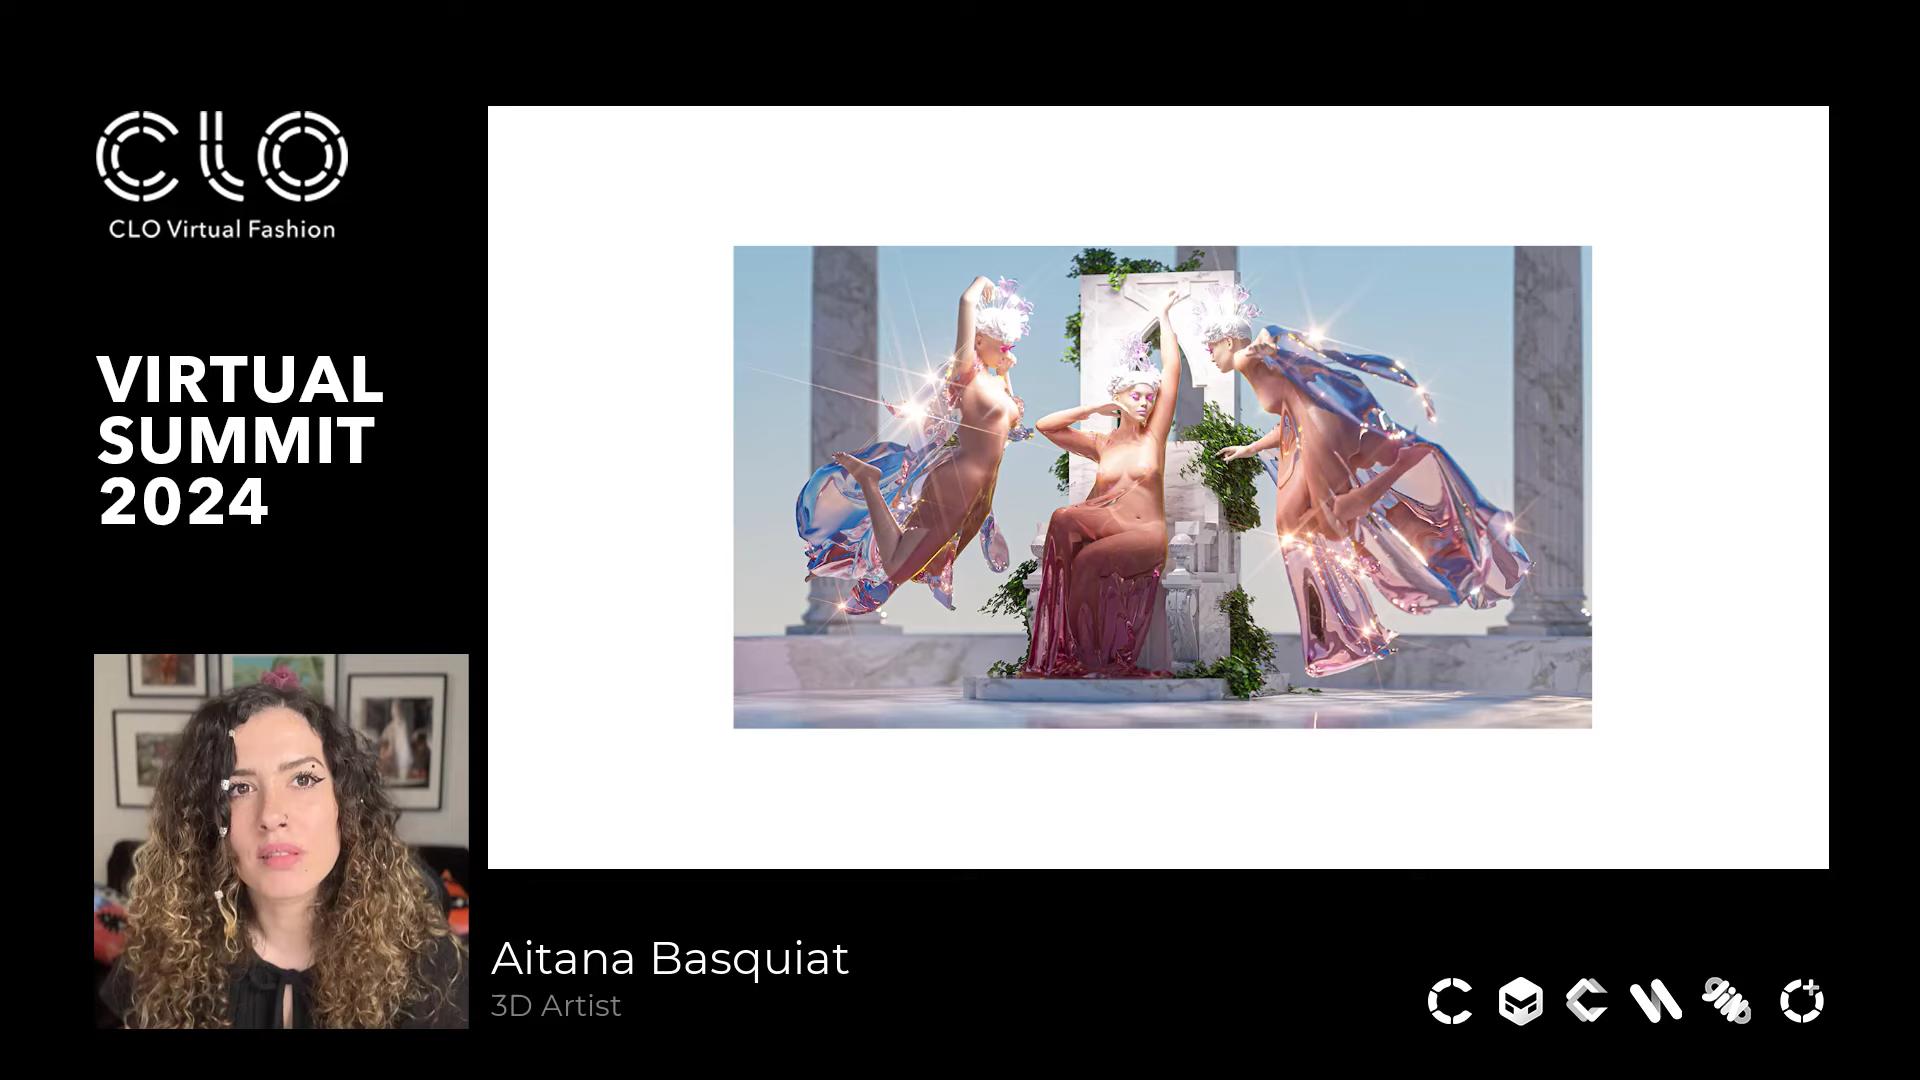 CLO
CLO Virtual Fashion
VIRTUAL
SUMMIT
2024
Aitana Basquiat
3D Artist